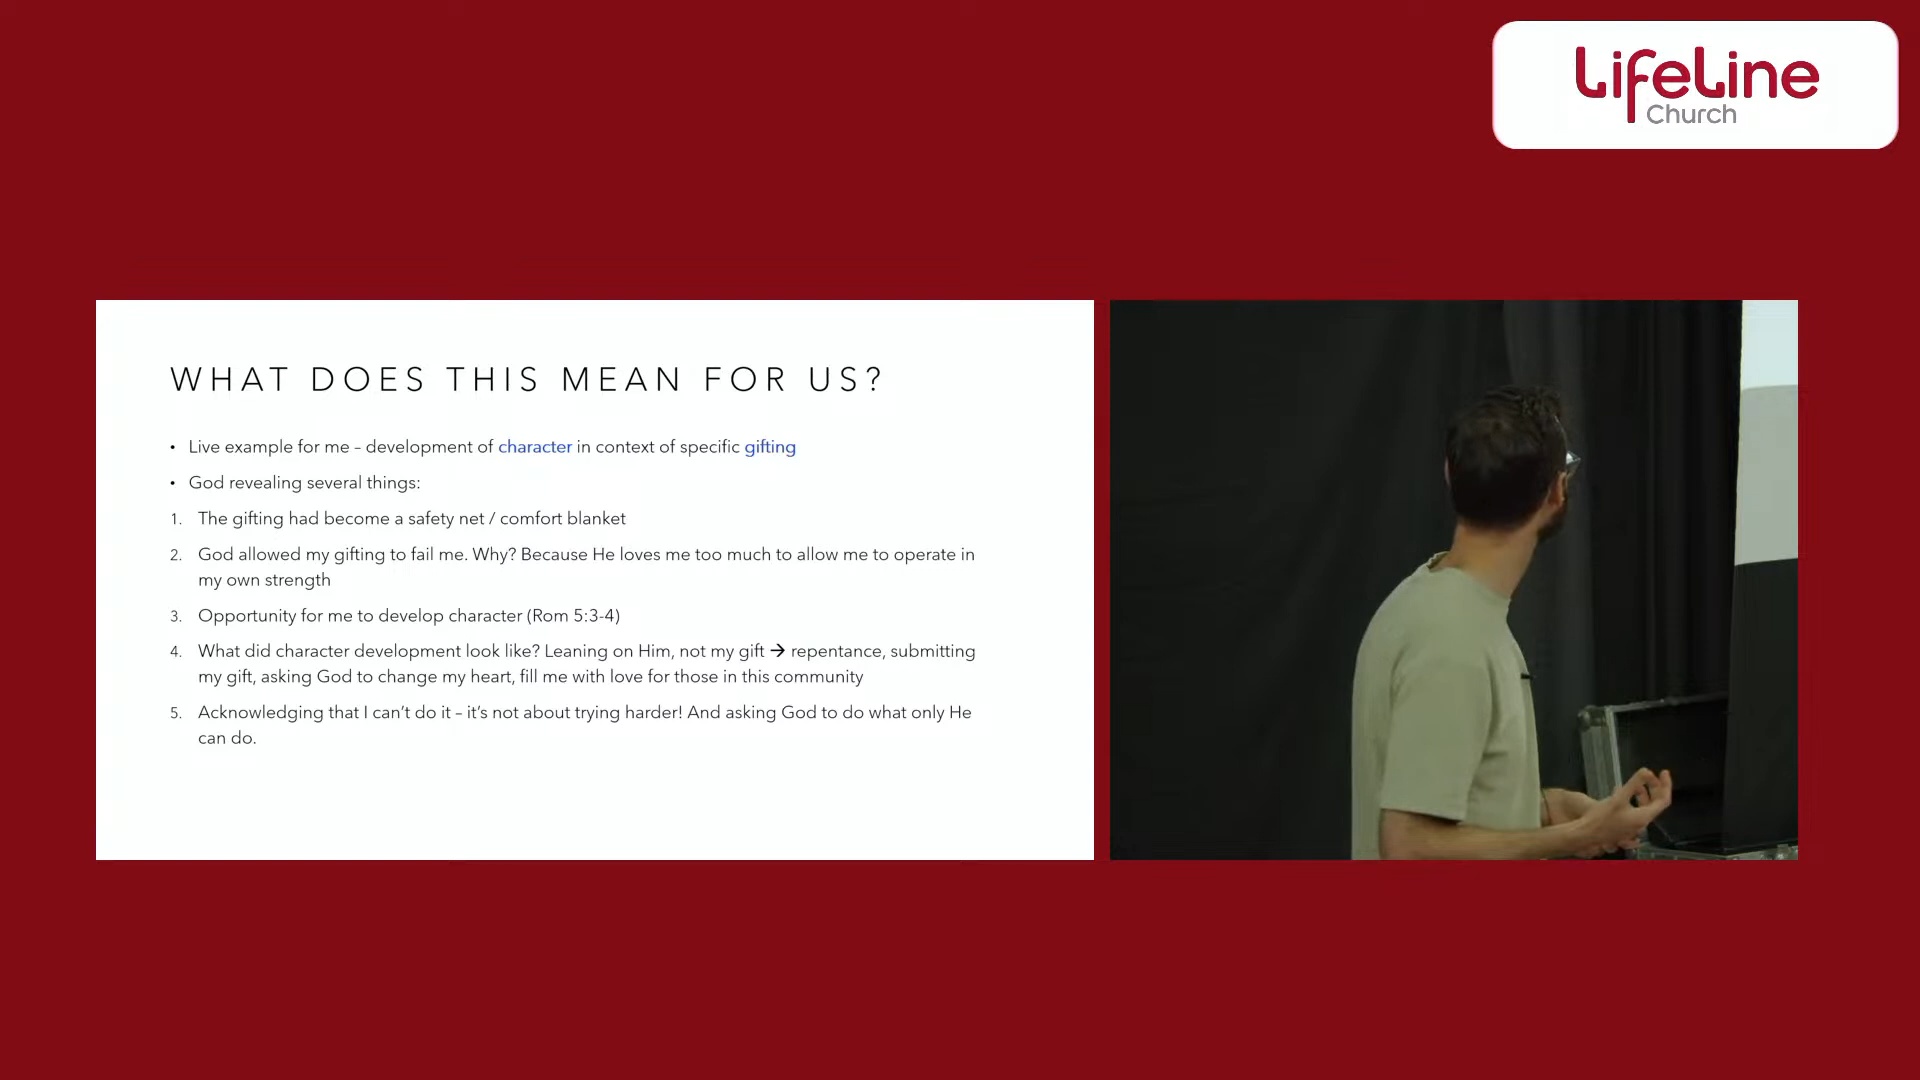 LifeLine
Church
WHAT DOES THIS MEAN FOR US?
• Live example for me – development of character in context of specific gifting
• God revealing several things:
1. The gifting had become a safety net / comfort blanket
2. God allowed my gifting to fail me. Why? Because He loves me too much to allow me to operate in
my own strength
3. Opportunity for me to develop character (Rom 5:3-4)
4. What did character development look like? Leaning on Him, not my gift → repentance, submitting
my gift, asking God to change my heart, fill me with love for those in this community
5. Acknowledging that I can't do it – it's not about trying harder! And asking God to do what only He
can do.